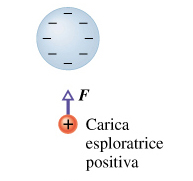 F
+ Carica
esploratrice
positiva